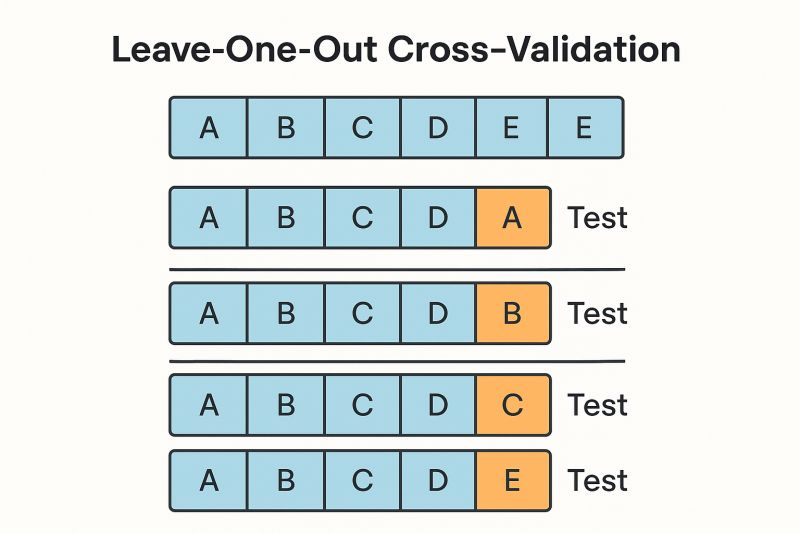 Leave-One-Out Cross-Validation
A B C D E E
A B C D A Test
A B C D B Test
A B C D C Test
A B C D E Test